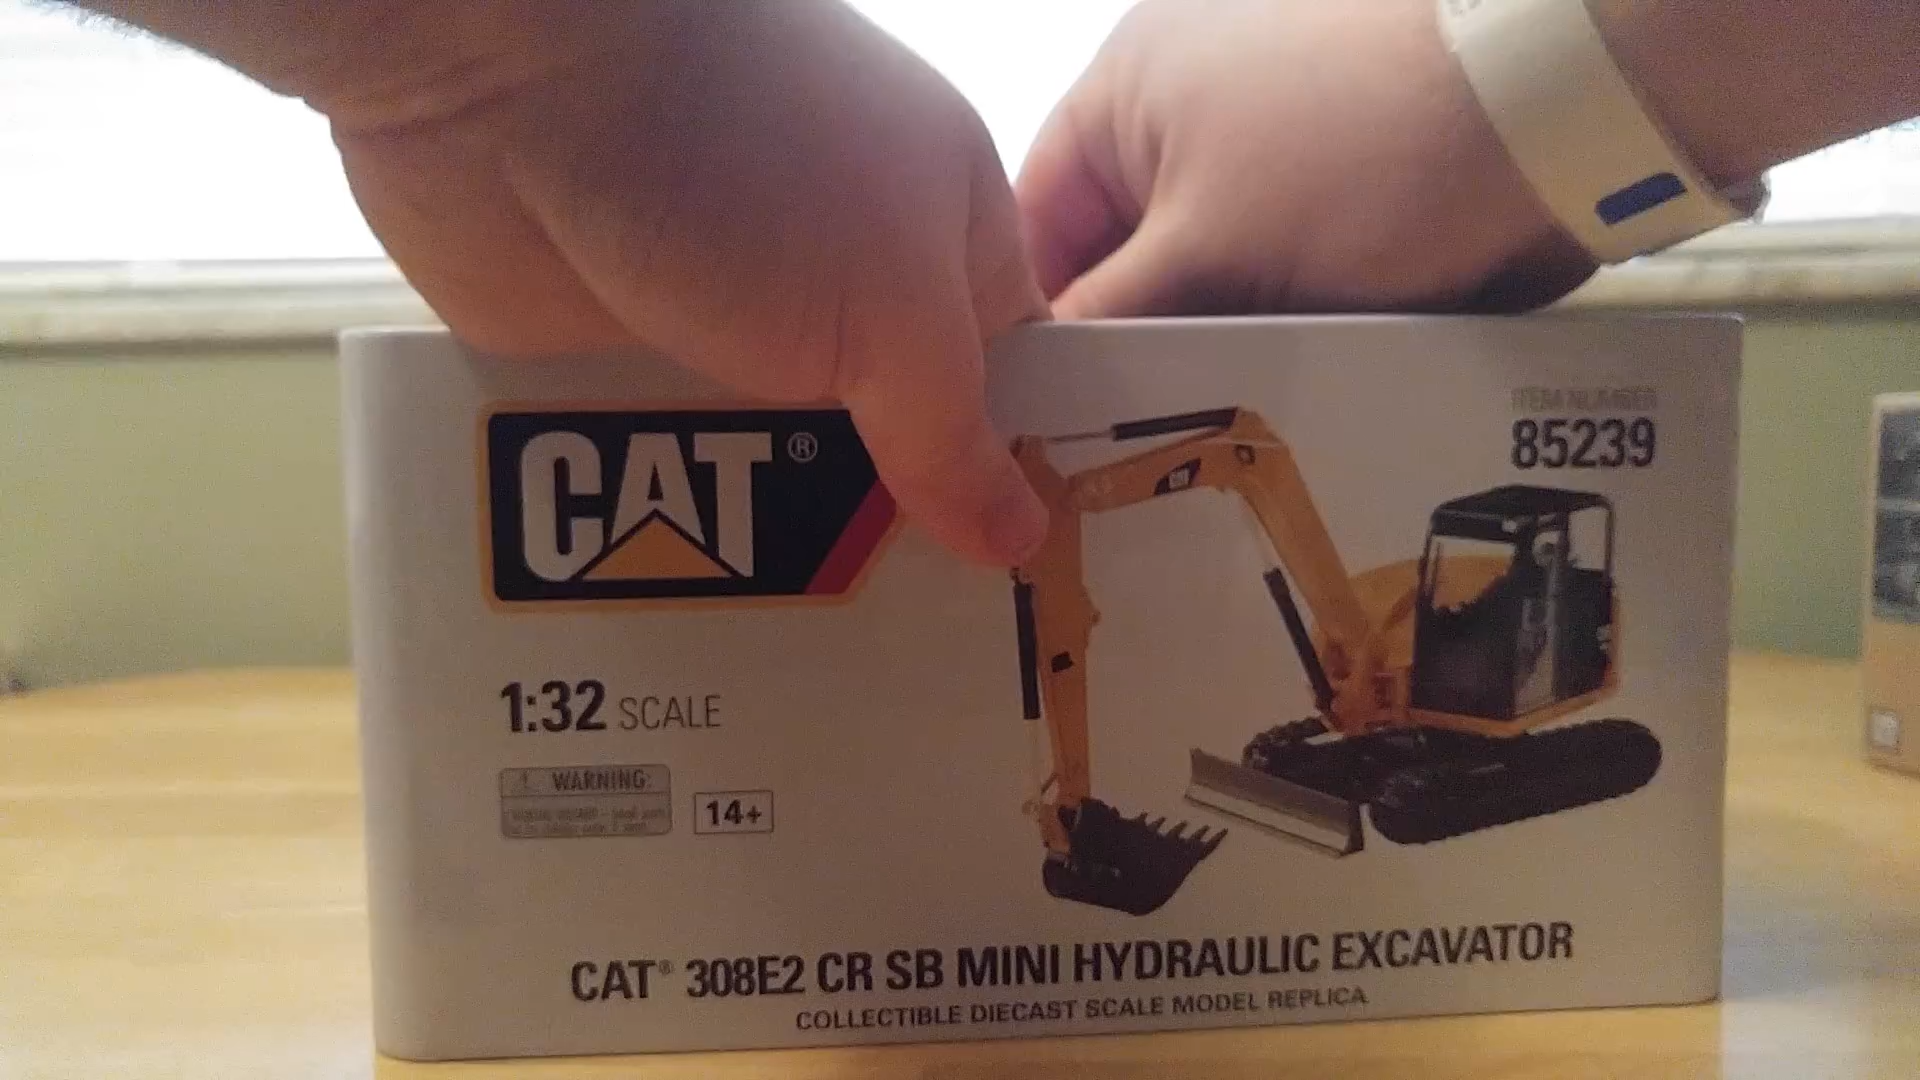 CAT®
ITEM NUMBER
85239
1:32 SCALE
WARNING:
14+
CAT® 308E2 CR SB MINI HYDRAULIC EXCAVATOR
COLLECTIBLE DIECAST SCALE MODEL REPLICA